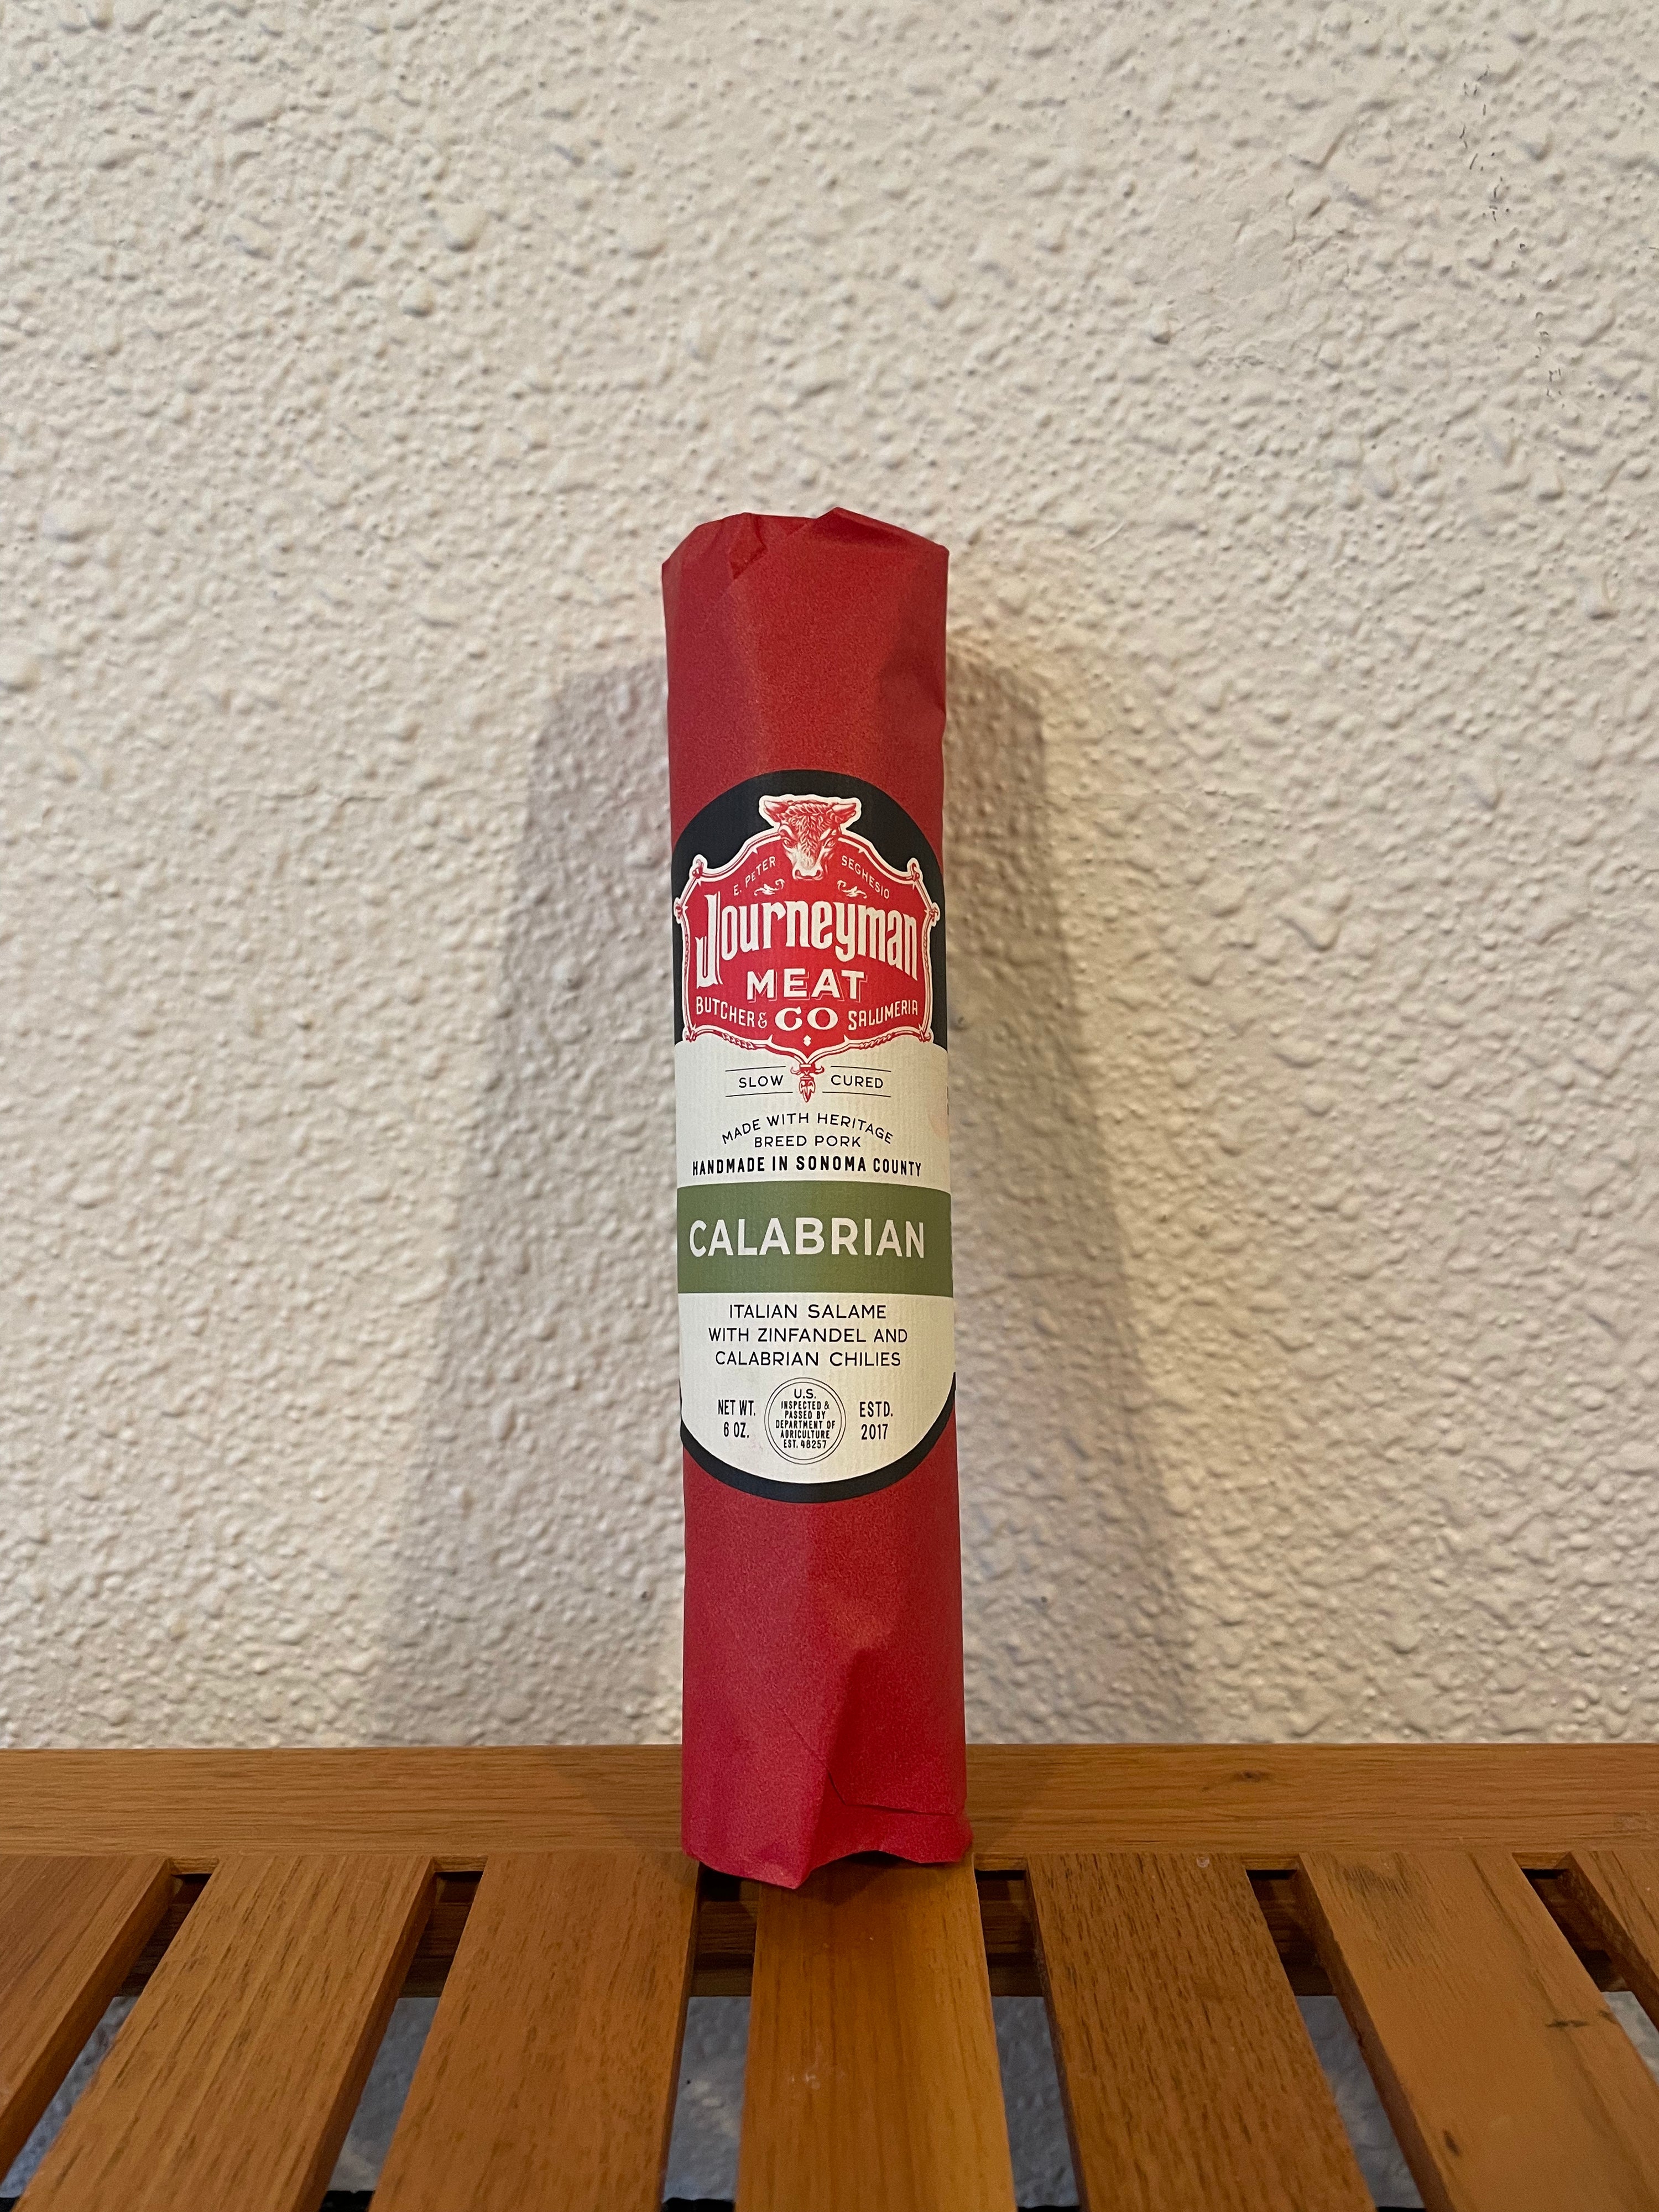 E. PETER SEGHESIO
Journeyman
MEAT
BUTCHER & CO SALUMERIA
SLOW CURED
MADE WITH HERITAGE
BREED PORK
HANDMADE IN SONOMA COUNTY
CALABRIAN
ITALIAN SALAME
WITH ZINFANDEL AND
CALABRIAN CHILIES
NET WT.
6 OZ.
U.S.
INSPECTED &
PASSED BY
DEPARTMENT OF
AGRICULTURE
EST. 48257
ESTD.
2017